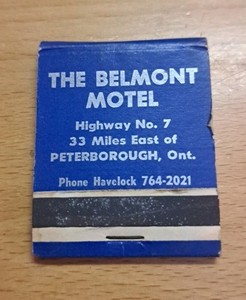 THE BELMONT
MOTEL
Highway No. 7
33 Miles East of
PETERBOROUGH, Ont.
Phone Havelock 764-2021